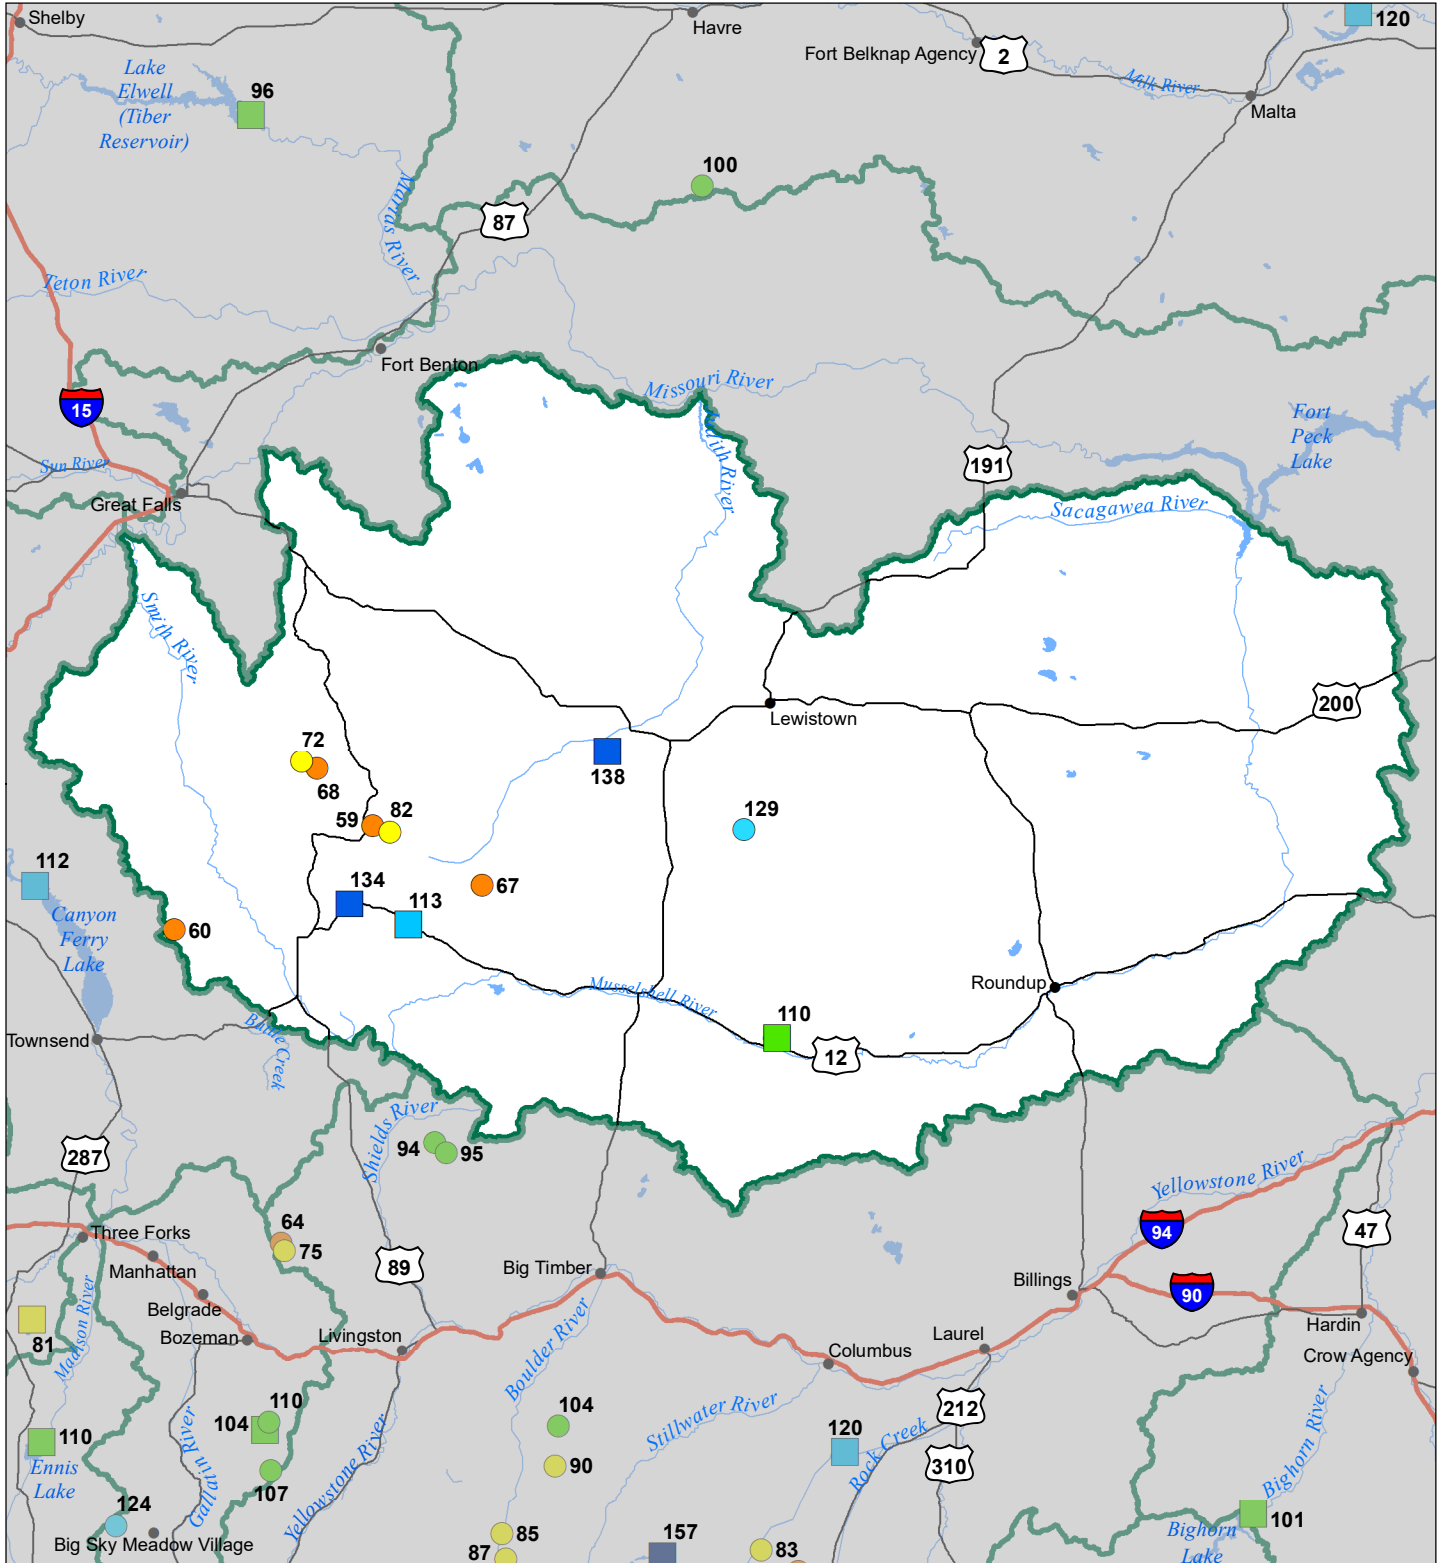 Shelby
Havre
Fort Belknap Agency
2
120
Lake
Elwell
(Tiber
Reservoir)
96
Milk River
Malta
100
Marias River
87
Teton River
Fort Benton
Missouri River
15
Judith River
Fort
Peck
Lake
191
Sun River
Great Falls
Sacagawea River
Smith River
200
Lewistown
72
68
138
59
82
129
112
134
113
67
Canyon
Ferry
Lake
60
Roundup
Musselshell River
110
12
Battle Creek
Townsend
Shields River
94
95
287
Yellowstone River
64
75
94
47
Three Forks
Manhattan
89
Big Timber
Billings
90
Belgrade
Madison River
Bozeman
Livingston
Boulder River
Laurel
Hardin
81
Columbus
Crow Agency
110
104
104
212
110
Gallatin River
Yellowstone River
Stillwater River
120
Rock Creek
Bighorn River
Ennis
Lake
90
310
107
124
85
157
101
Big Sky Meadow Village
87
83
Bighorn
Lake